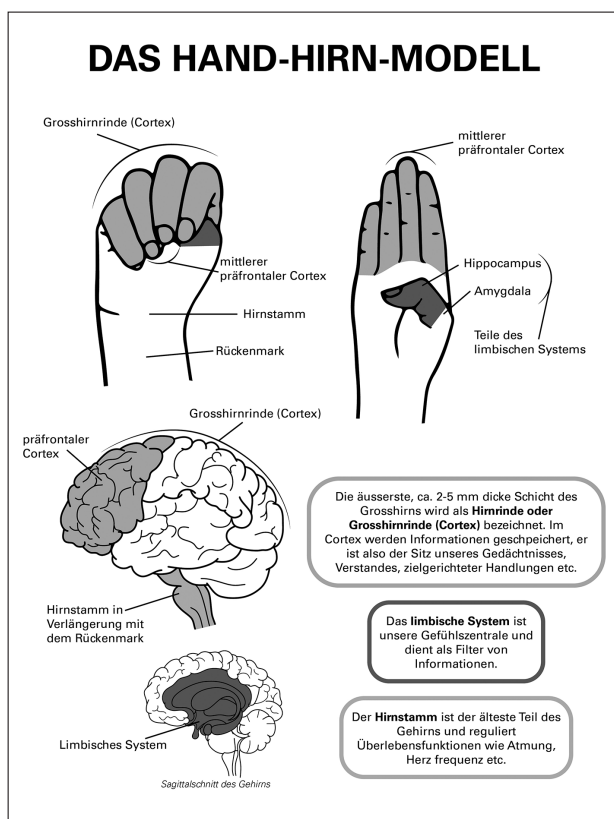 DAS HAND-HIRN-MODELL
Grosshirnrinde (Cortex)
mittlerer
präfrontaler Cortex
Hirnstamm
Rückenmark
mittlerer
präfrontaler Cortex
Hippocampus
Amygdala
Teile des
limbischen Systems
Grosshirnrinde (Cortex)
präfrontaler
Cortex
Hirnstamm in
Verlängerung mit
dem Rückenmark
Limbisches System
Sagittalschnitt des Gehirns
Die äusserste, ca. 2-5 mm dicke Schicht des
Grosshirns wird als Hirnrinde oder
Grosshirnrinde (Cortex) bezeichnet. Im
Cortex werden Informationen geschpeichert, er
ist also der Sitz unseres Gedächtnisses,
Verstandes, zielgerichteter Handlungen etc.
Das limbische System ist
unsere Gefühlszentrale und
dient als Filter von
Informationen.
Der Hirnstamm ist der älteste Teil des
Gehirns und reguliert
Überlebensfunktionen wie Atmung,
Herz frequenz etc.